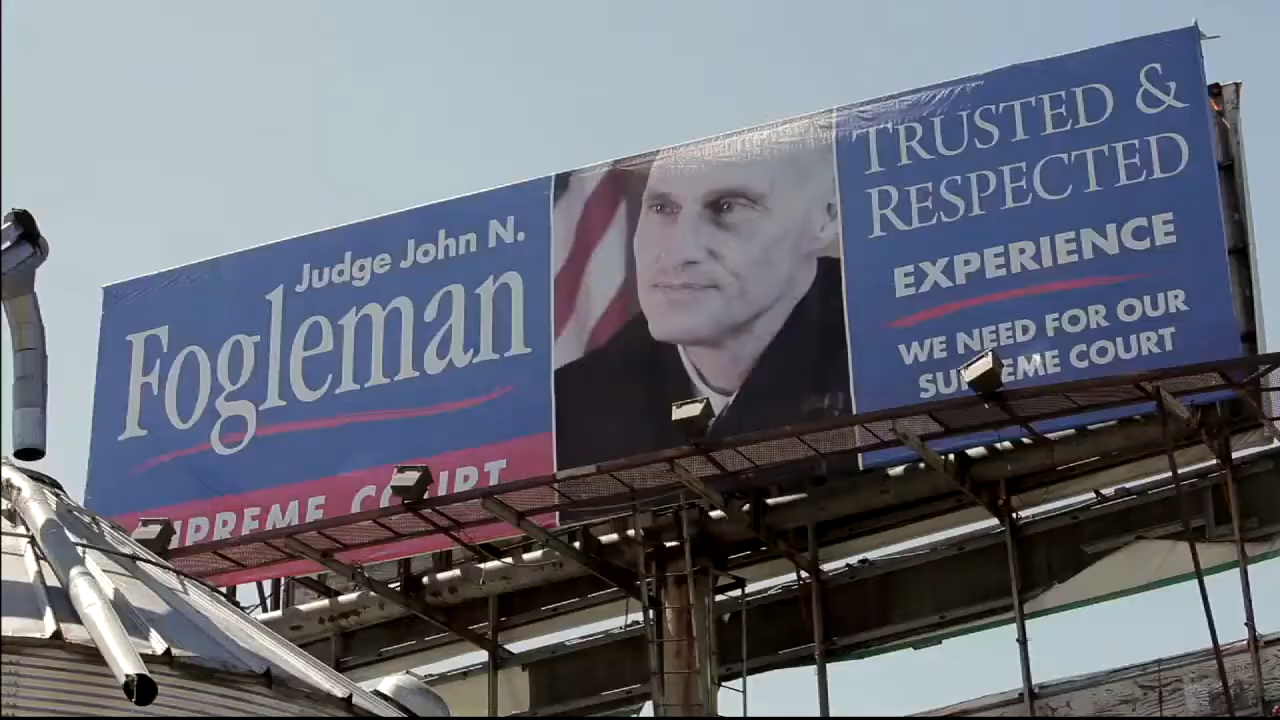 Judge John N.
Fogleman
SUPREME COURT
TRUSTED &
RESPECTED
EXPERIENCE
WE NEED FOR OUR
SUPREME COURT